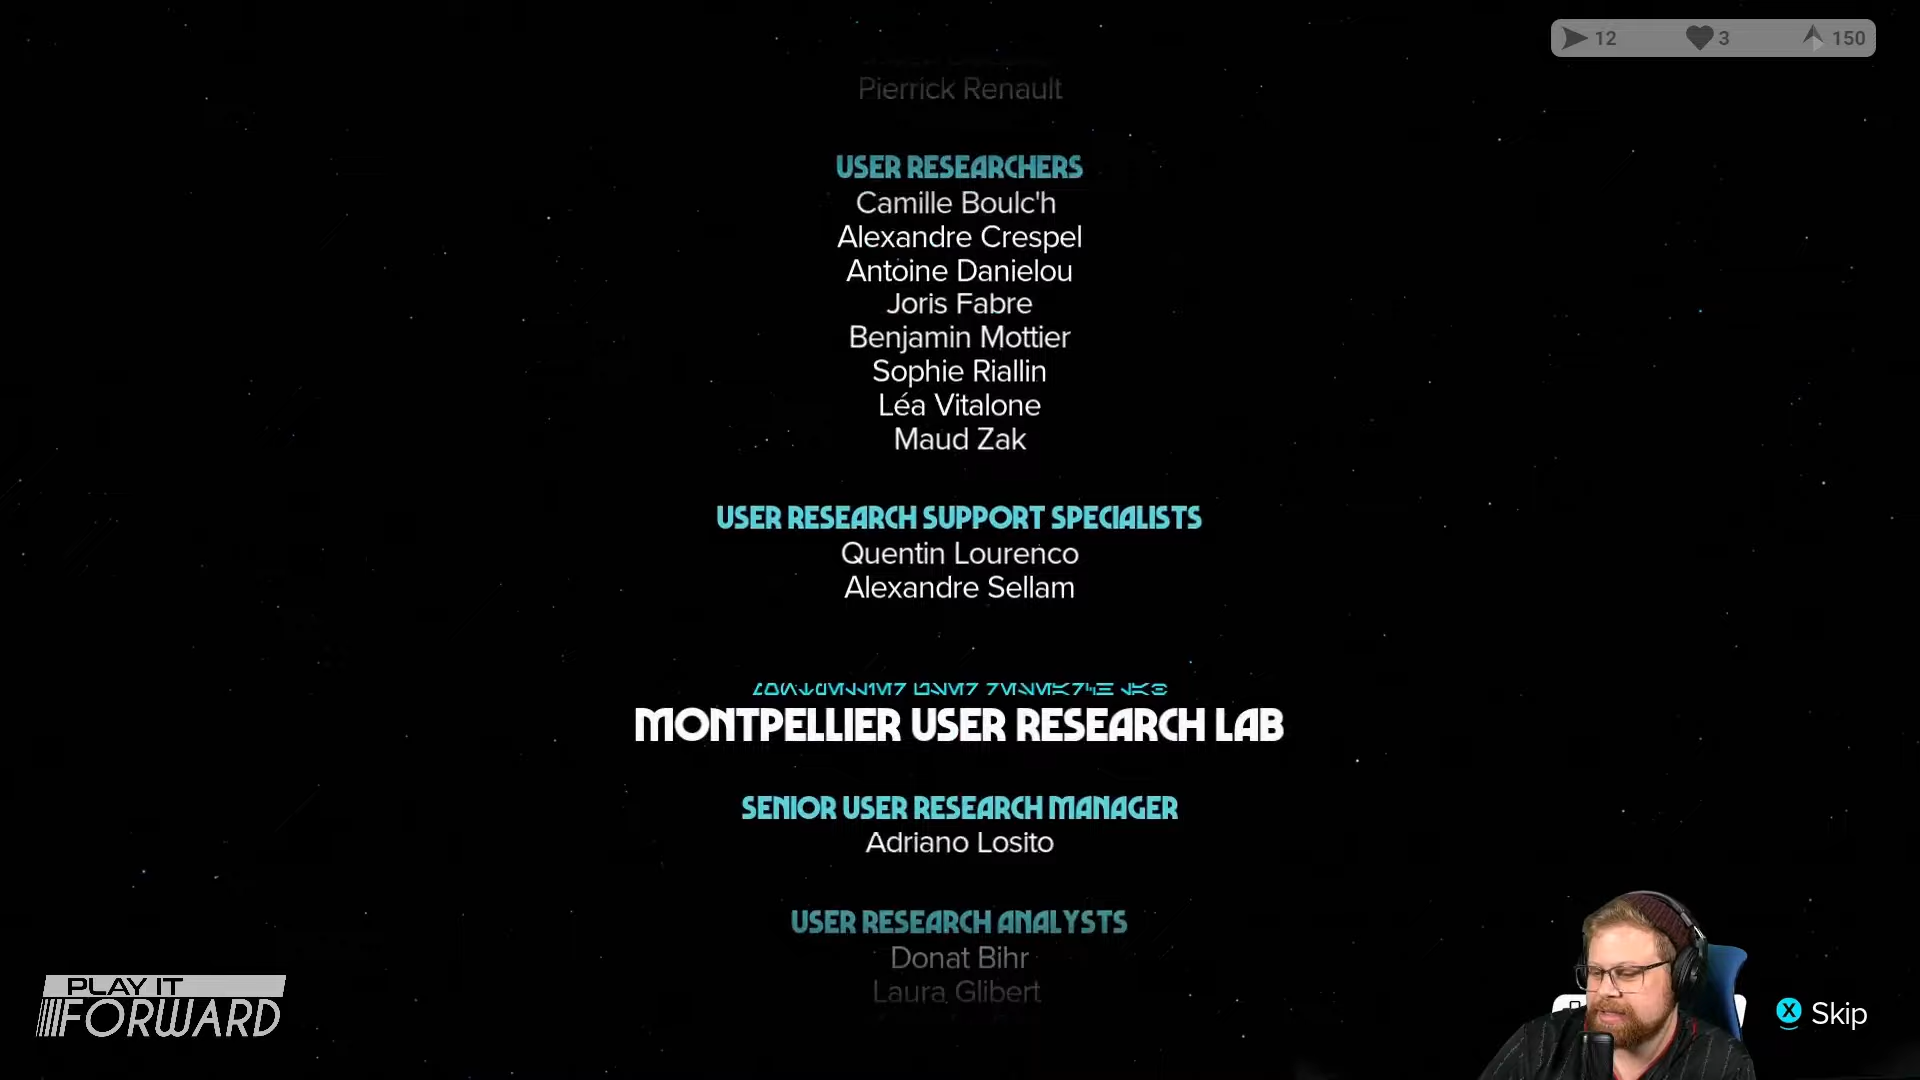 12
3
150
Pierrick Renault
USER RESEARCHERS
Camille Boulc'h
Alexandre Crespel
Antoine Danielou
Joris Fabre
Benjamin Mottier
Sophie Riallin
Léa Vitalone
Maud Zak
USER RESEARCH SUPPORT SPECIALISTS
Quentin Lourenco
Alexandre Sellam
MONTPELLIER USER RESEARCH LAB
SENIOR USER RESEARCH MANAGER
Adriano Losito
USER RESEARCH ANALYSTS
Donat Bihr
Laura Glibert
PLAY IT
FORWARD
X Skip